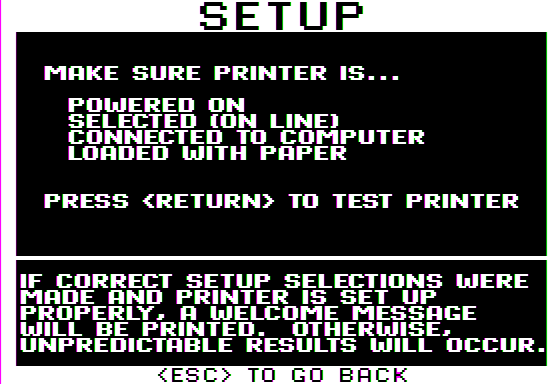 SETUP
MAKE SURE PRINTER IS...
POWERED ON
SELECTED (ON LINE)
CONNECTED TO COMPUTER
LOADED WITH PAPER
PRESS <RETURN> TO TEST PRINTER
IF CORRECT SETUP SELECTIONS WERE
MADE AND PRINTER IS SET UP
PROPERLY, A WELCOME MESSAGE
WILL BE PRINTED.  OTHERWISE,
UNPREDICTABLE RESULTS WILL OCCUR.
<ESC> TO GO BACK